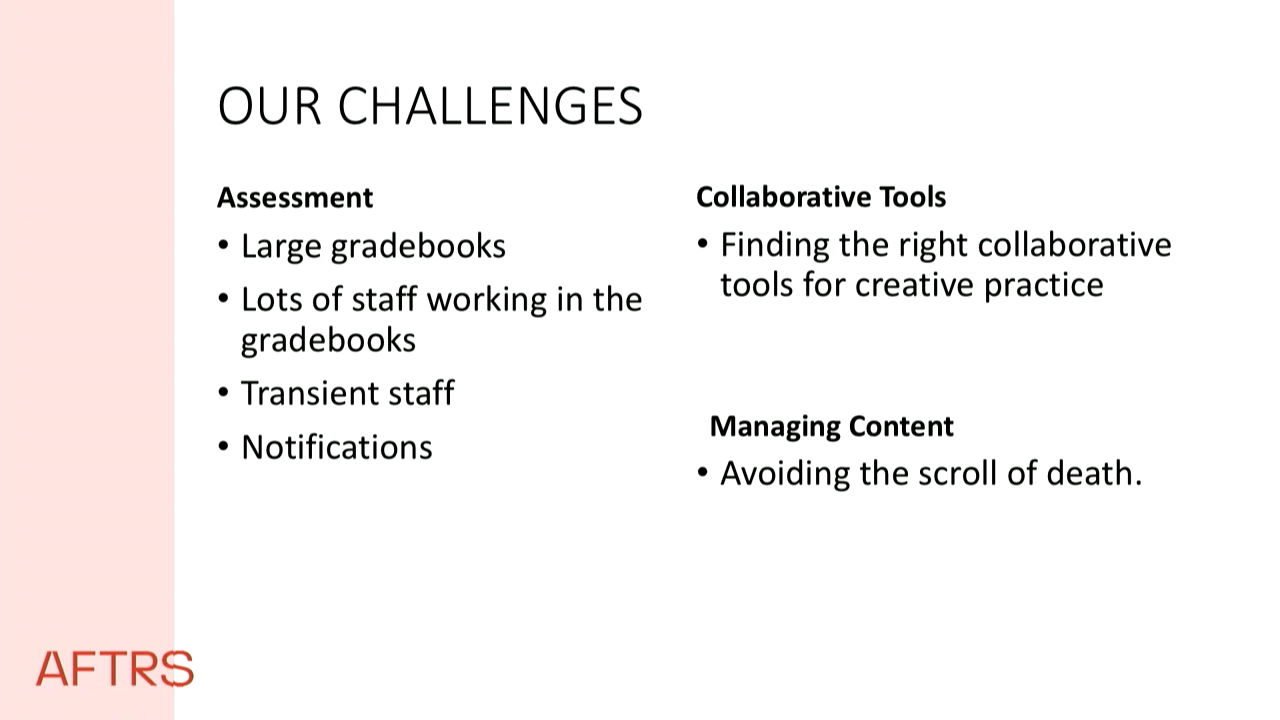 OUR CHALLENGES
Assessment
• Large gradebooks
• Lots of staff working in the
gradebooks
• Transient staff
• Notifications
Collaborative Tools
• Finding the right collaborative
tools for creative practice
Managing Content
• Avoiding the scroll of death.
AFTRS